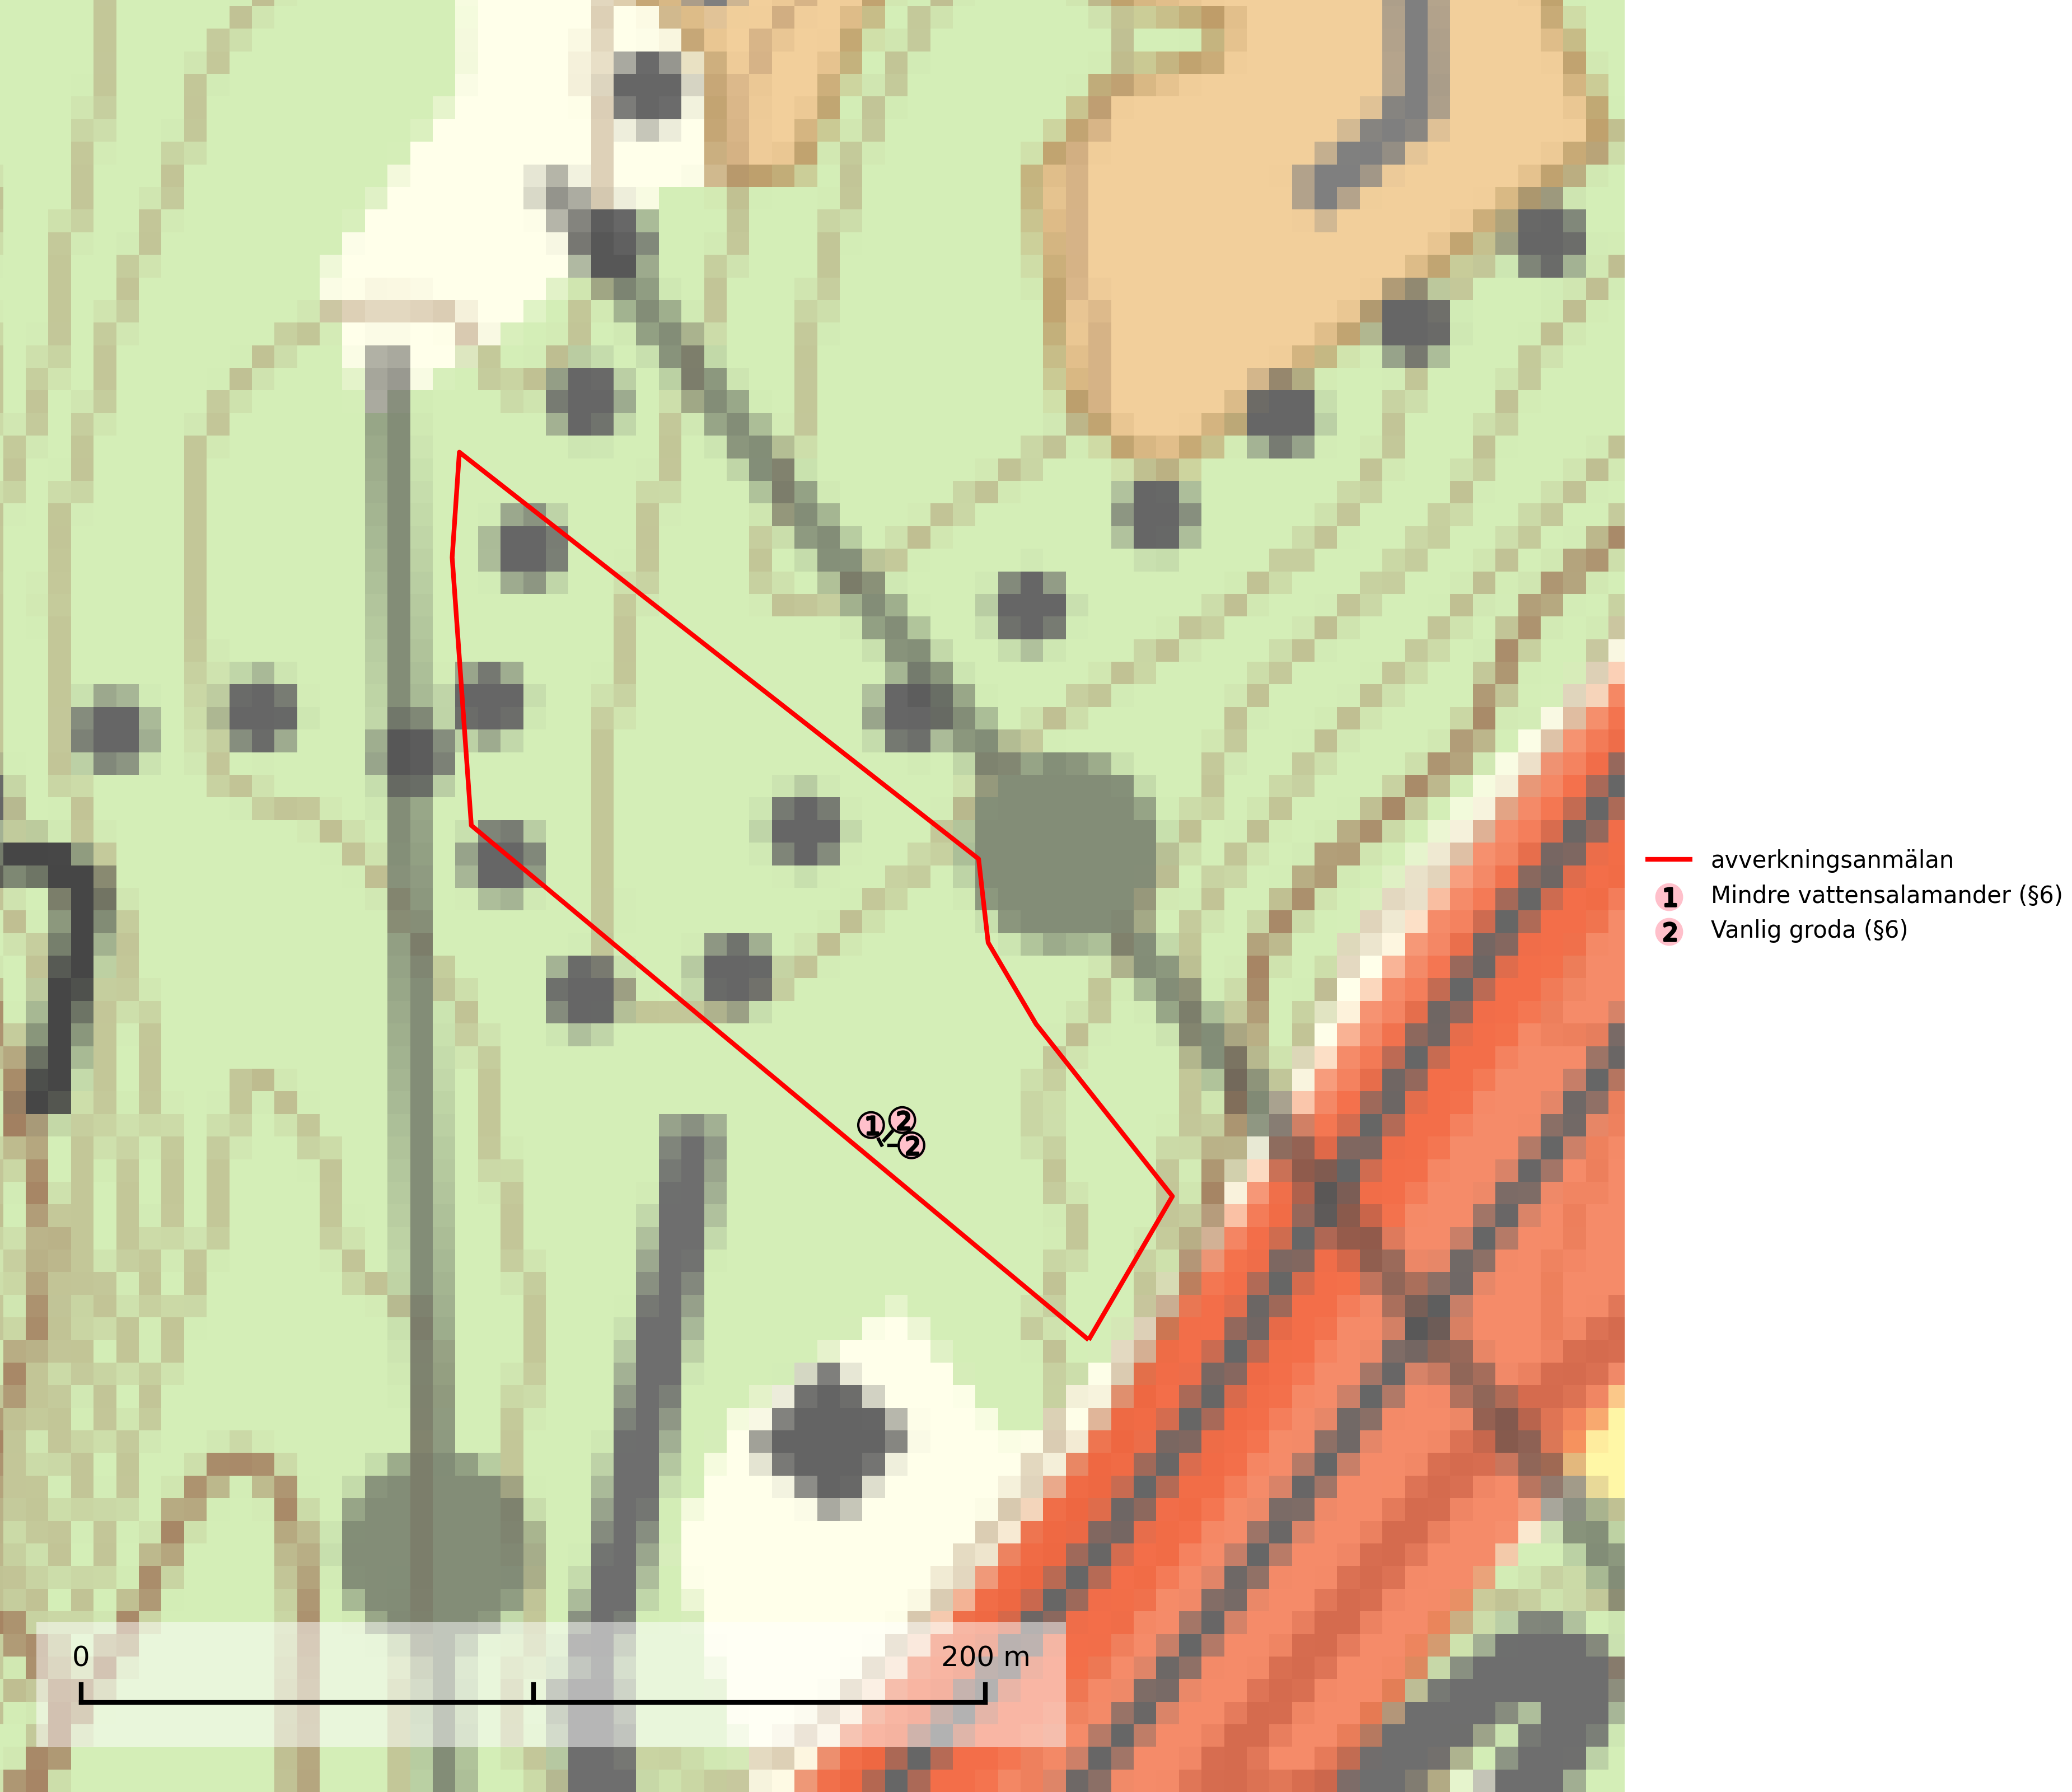 avverkningsanmälan
1 Mindre vattensalamander (§6)
2 Vanlig groda (§6)
1 2
2
0 200 m